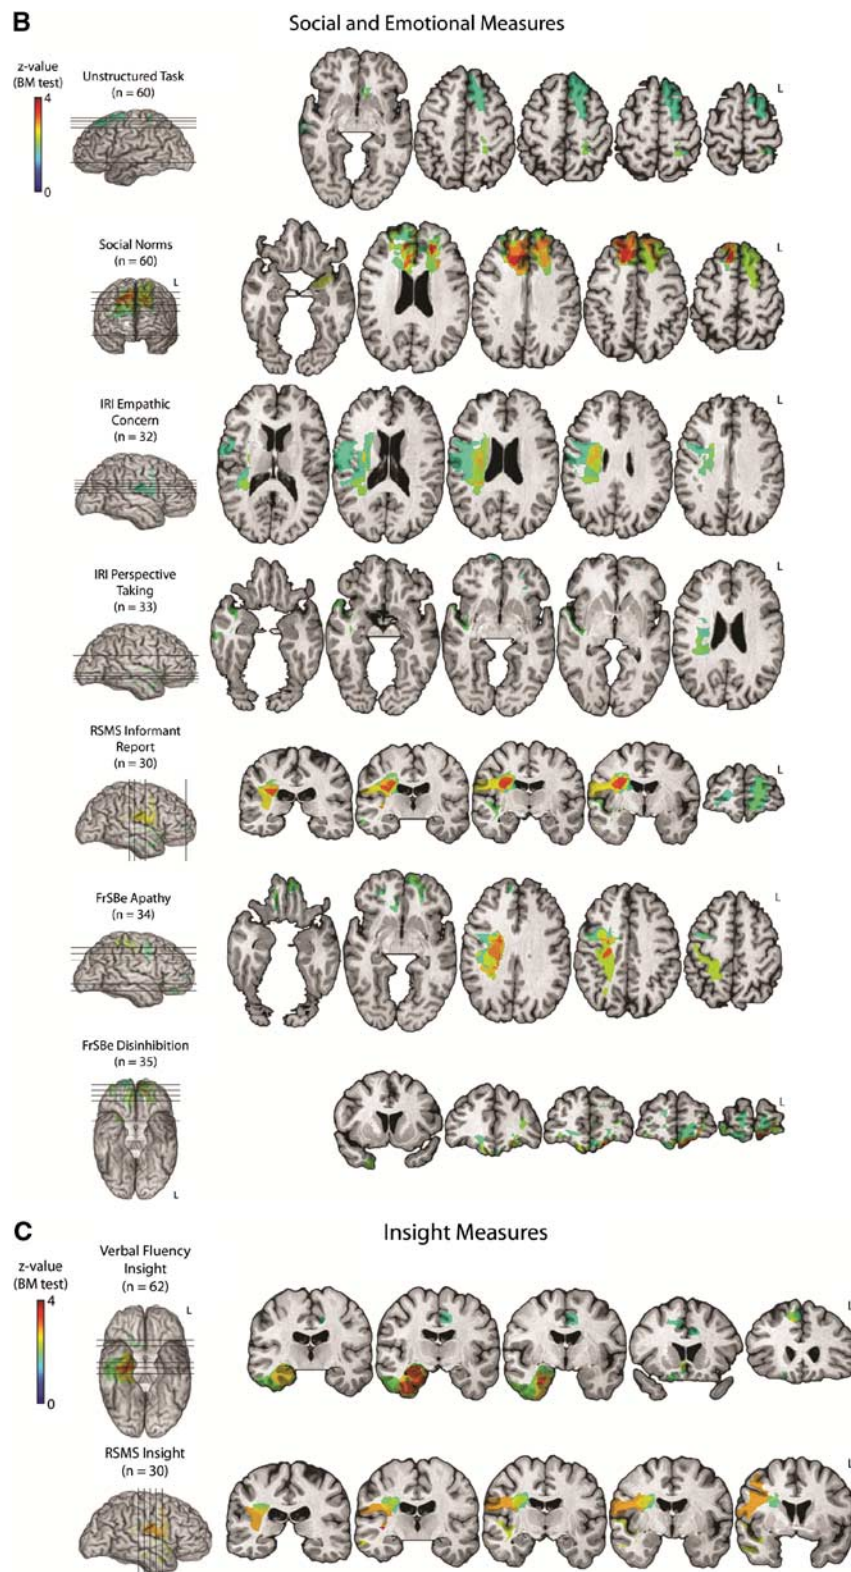 B
Social and Emotional Measures
z-value
(BM test)
4
0
Unstructured Task
(n = 60)
L
Social Norms
(n = 60)
L
L
IRI Empathic
Concern
(n = 32)
L
IRI Perspective
Taking
(n = 33)
L
RSMS Informant
Report
(n = 30)
L
FrSBe Apathy
(n = 34)
L
FrSBe Disinhibition
(n = 35)
L
L
C
Insight Measures
z-value
(BM test)
4
0
Verbal Fluency
Insight
(n = 62)
L
L
RSMS Insight
(n = 30)
L